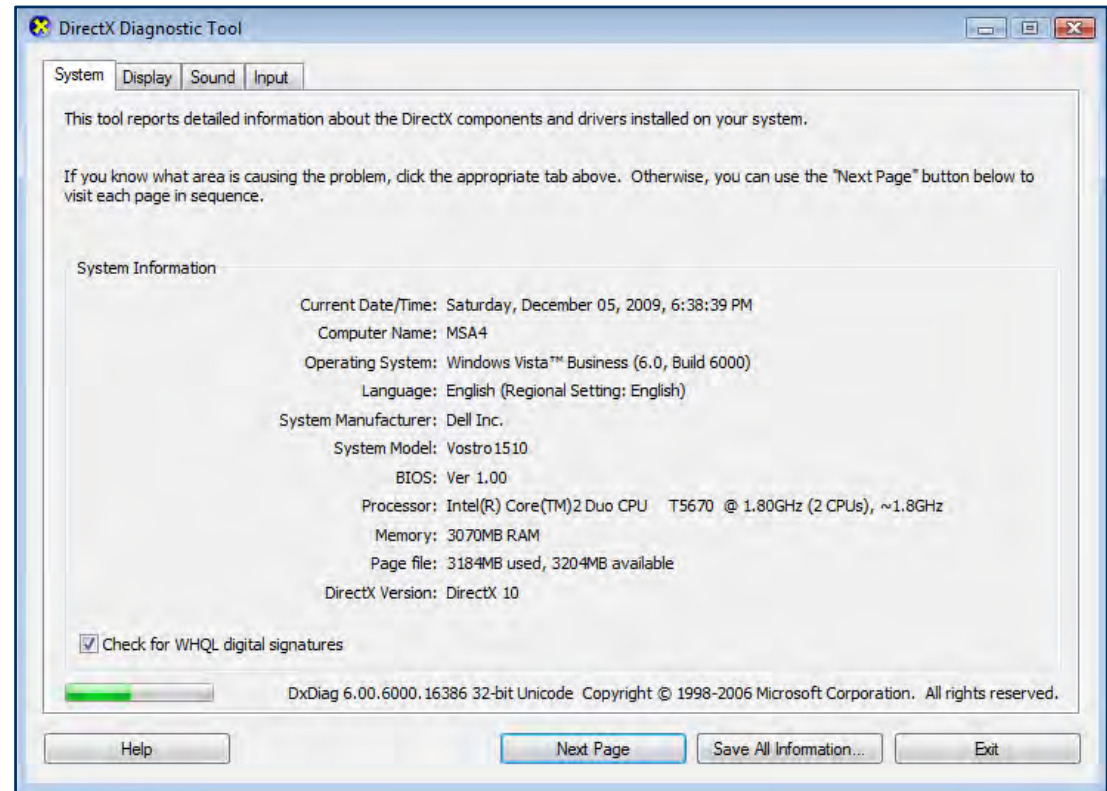 DirectX Diagnostic Tool
System Display Sound Input
This tool reports detailed information about the DirectX components and drivers installed on your system.
If you know what area is causing the problem, click the appropriate tab above.  Otherwise, you can use the "Next Page" button below to
visit each page in sequence.
System Information
Current Date/Time: Saturday, December 05, 2009, 6:38:39 PM
Computer Name: MSA4
Operating System: Windows Vista™ Business (6.0, Build 6000)
Language: English (Regional Setting: English)
System Manufacturer: Dell Inc.
System Model: Vostro1510
BIOS: Ver 1.00
Processor: Intel(R) Core(TM)2 Duo CPU     T5670  @ 1.80GHz (2 CPUs), ~1.8GHz
Memory: 3070MB RAM
Page file: 3184MB used, 3204MB available
DirectX Version: DirectX 10
Check for WHQL digital signatures
DxDiag 6.00.6000.16386 32-bit Unicode  Copyright © 1998-2006 Microsoft Corporation.  All rights reserved.
Help Next Page Save All Information... Exit